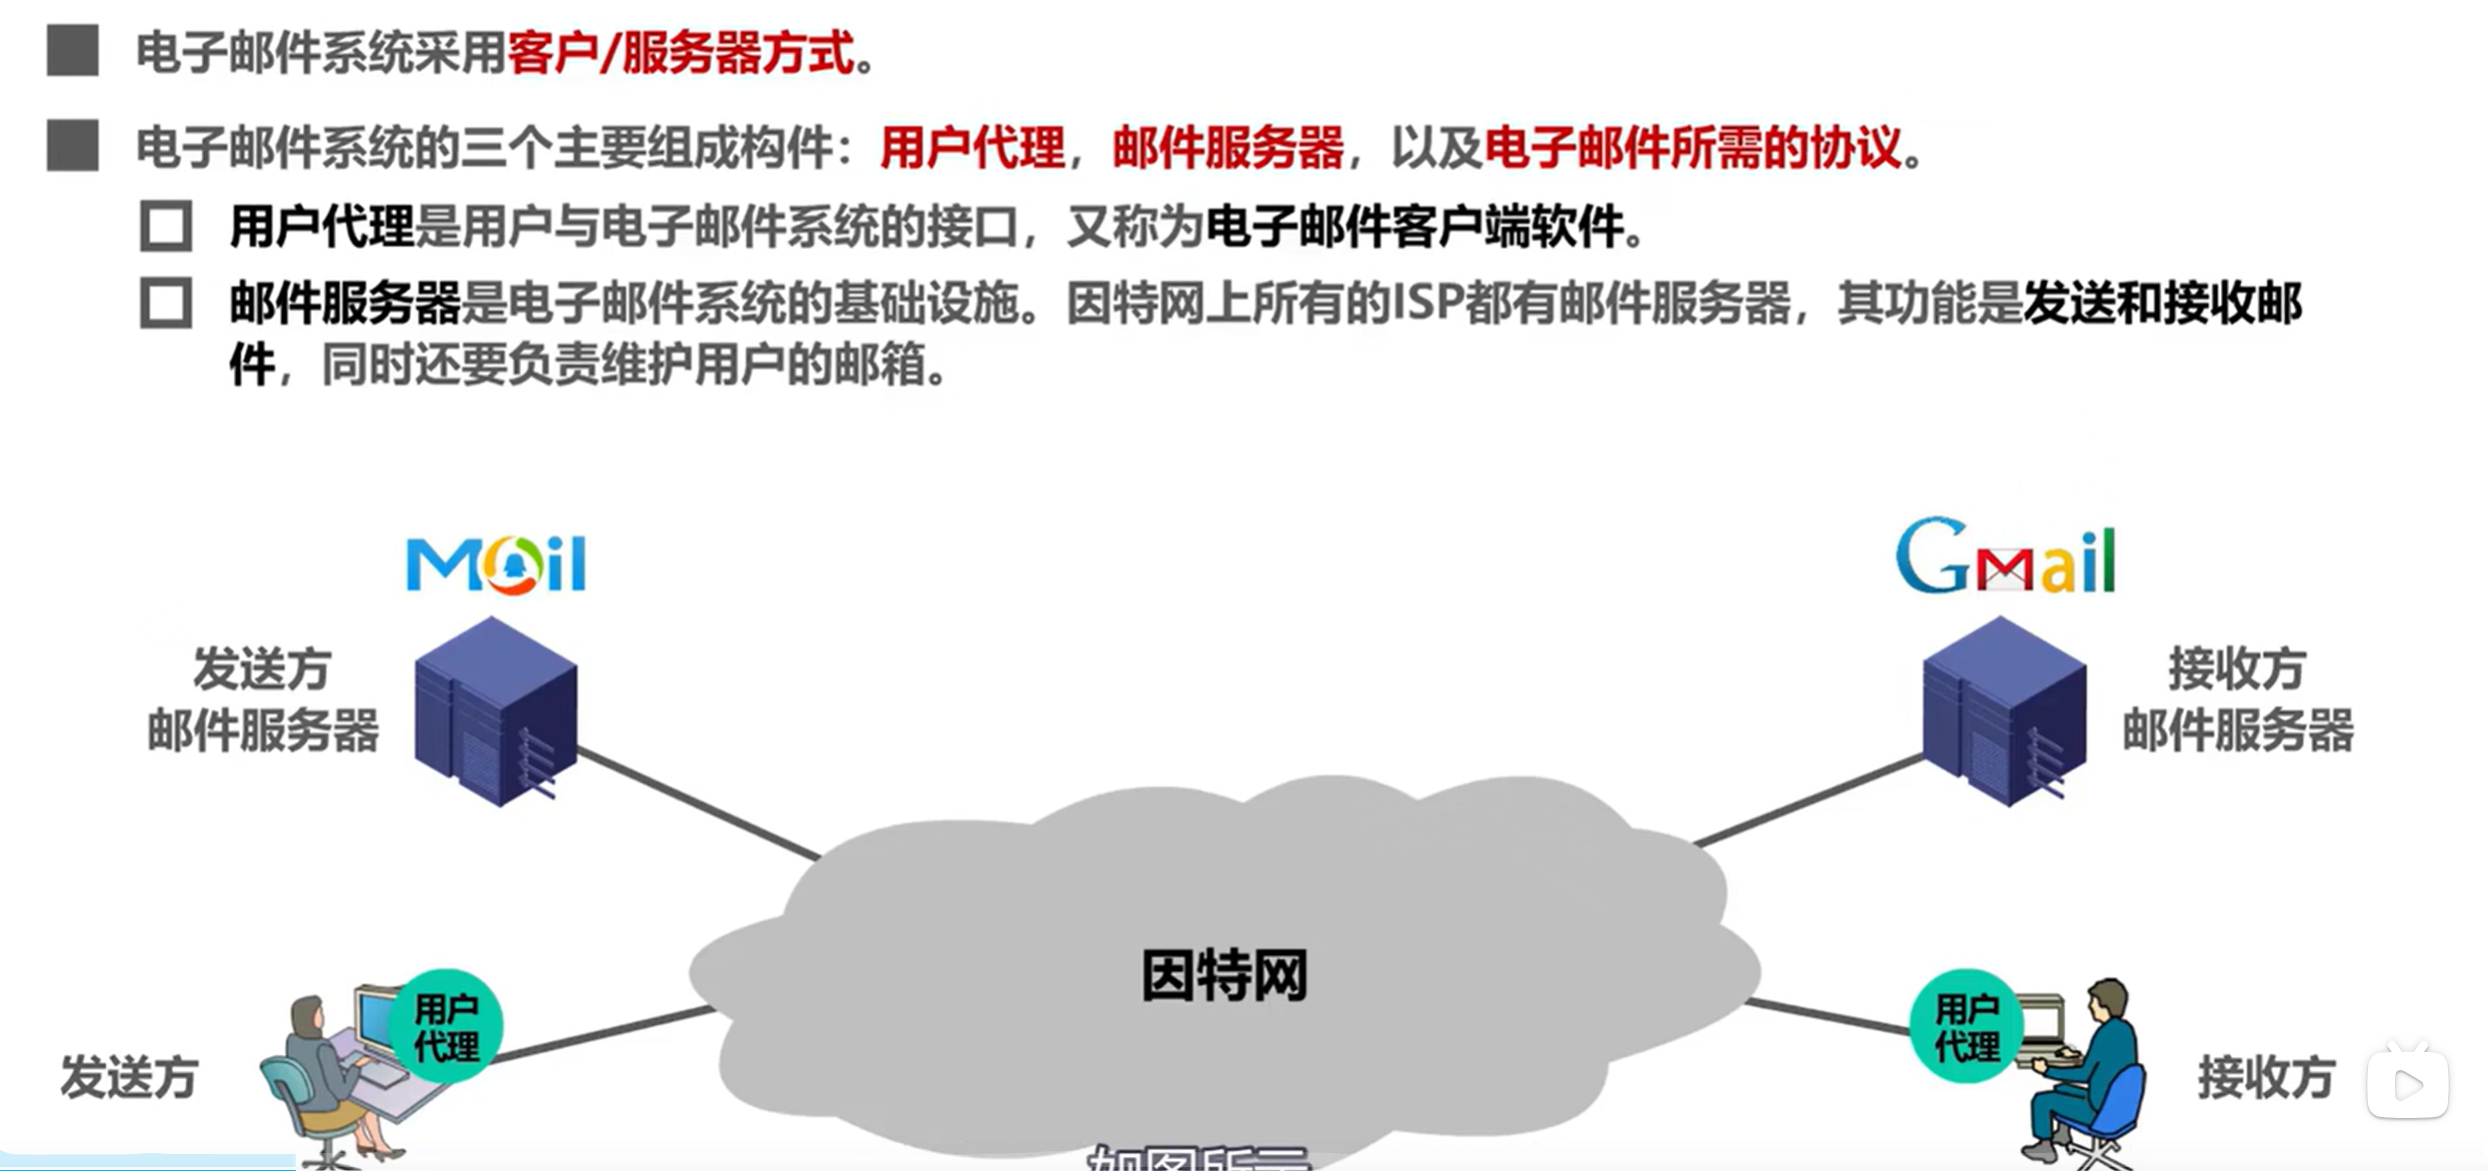 电子邮件系统采用客户/服务器方式。
电子邮件系统的三个主要组成构件：用户代理，邮件服务器，以及电子邮件所需的协议。
用户代理是用户与电子邮件系统的接口，又称为电子邮件客户端软件。
邮件服务器是电子邮件系统的基础设施。因特网上所有的ISP都有邮件服务器，其功能是发送和接收邮
件，同时还要负责维护用户的邮箱。
Mail
Gmail
发送方
邮件服务器
接收方
邮件服务器
因特网
用户
代理
发送方
用户
代理
接收方
如图所示